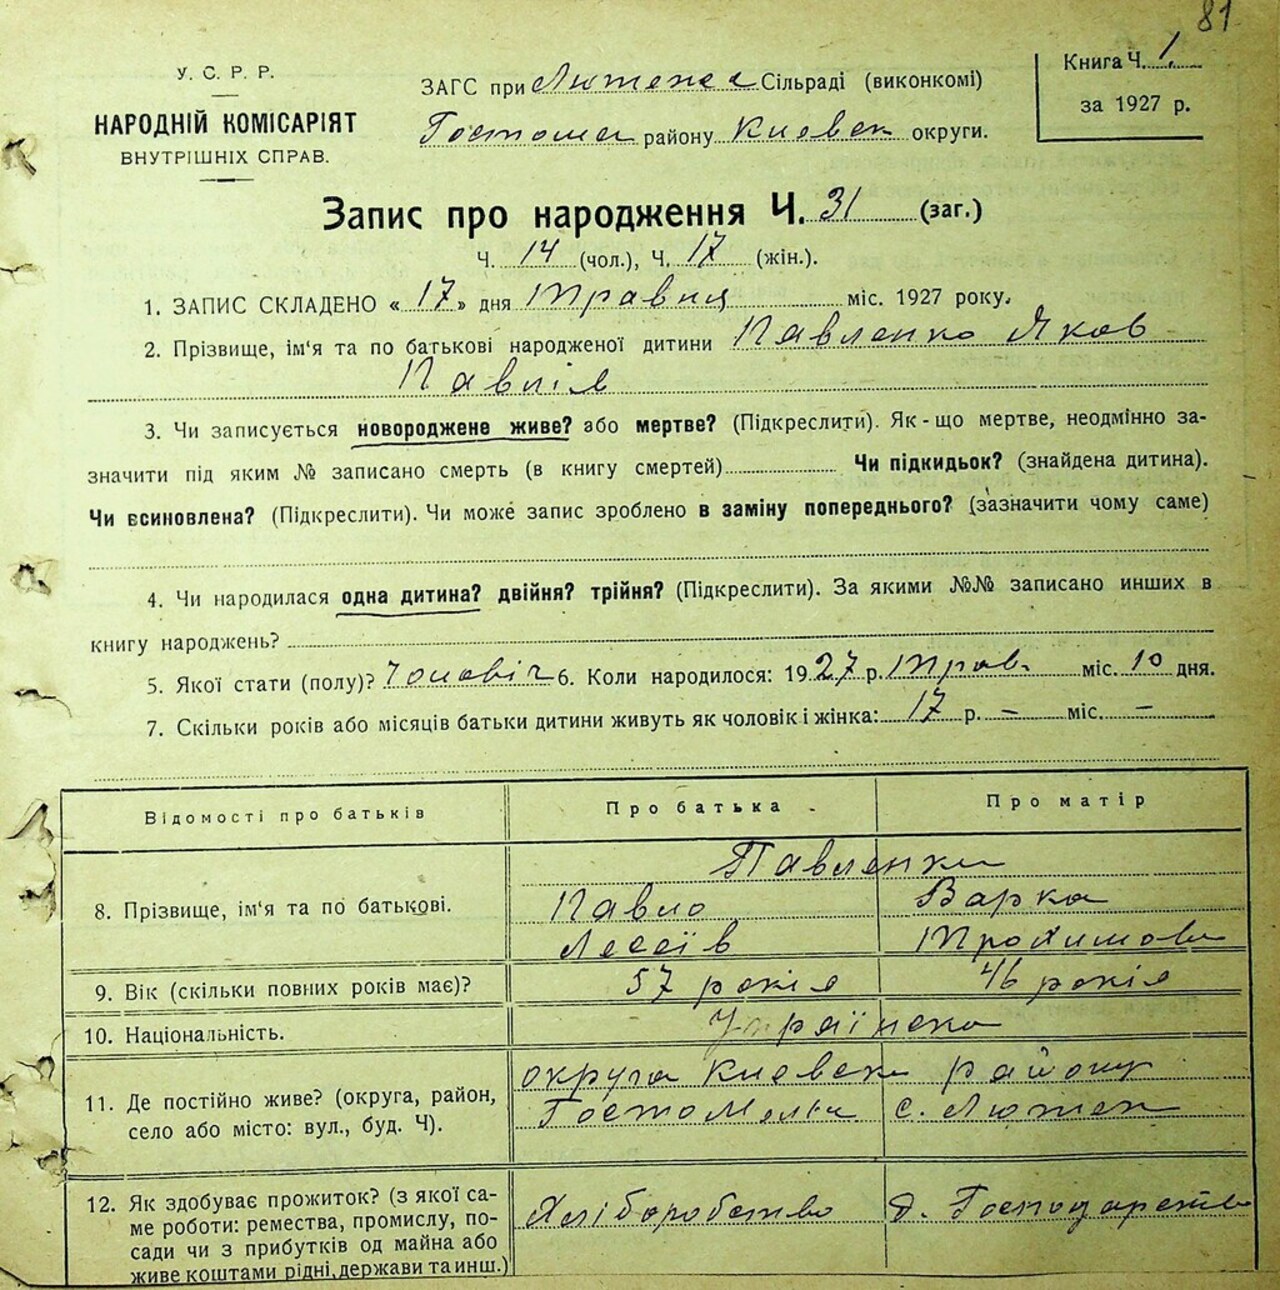 81
У. С. Р. Р.
НАРОДНІЙ КОМІСАРІЯТ
ВНУТРІШНІХ СПРАВ.
ЗАГС при Лютеже Сільраді (виконкомі)
Гостоме району Киевск округи.
Книга Ч. 1
за 1927 р.
Запис про народження Ч. 31 (заг.)
Ч. 14 (чол.), Ч. 17 (жін.).
1. ЗАПИС СКЛАДЕНО « 17 » дня Травня міс. 1927 року.
2. Прізвище, ім'я та по батькові народженої дитини Павленко Яков
Павлів
3. Чи записується новороджене живе? або мертве? (Підкреслити). Як-що мертве, неодмінно за-
значити під яким № записано смерть (в книгу смертей) Чи підкидьок? (знайдена дитина).
Чи всиновлена? (Підкреслити). Чи може запис зроблено в заміну попереднього? (зазначити чому саме)
4. Чи народилася одна дитина? двійня? трійня? (Підкреслити). За якими №№ записано инших в
книгу народжень?
5. Якої стати (полу)? Чоловіч 6. Коли народилося: 1927 р. Трав. міс. 10 дня.
7. Скільки років або місяців батьки дитини живуть як чоловік і жінка: 17 р. – міс. –
Відомості про батьків Про батька Про матір
Павленки
8. Прізвище, ім'я та по батькові. Павло Варка
Трохимова
9. Вік (скільки повних років має)? 57 років 46 років
10. Національність. Українска
округа Киевск району
11. Де постійно живе? (округа, район,
село або місто: вул., буд. Ч). Гостомель с. Лютеж
12. Як здобуває прожиток? (з якої са-
ме роботи: ремества, промислу, по-
сади чи з прибутків од майна або
живе коштами рідні, держави та инш.) Хліборобство д. Господарство